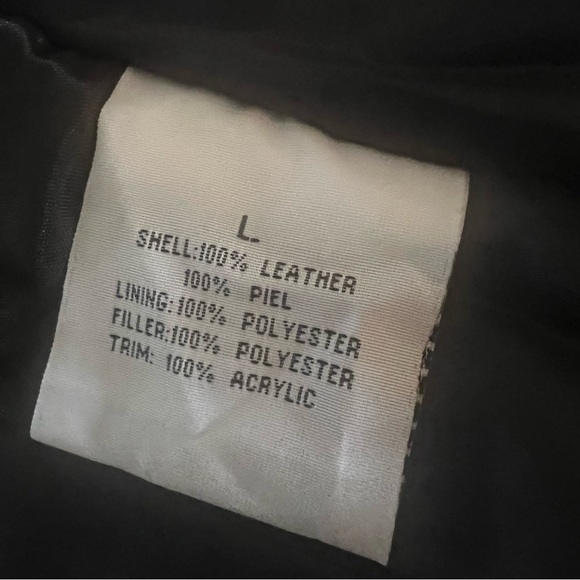 L.
SHELL:100% LEATHER
100% PIEL
LINING:100% POLYESTER
FILLER:100% POLYESTER
TRIM: 100% ACRYLIC